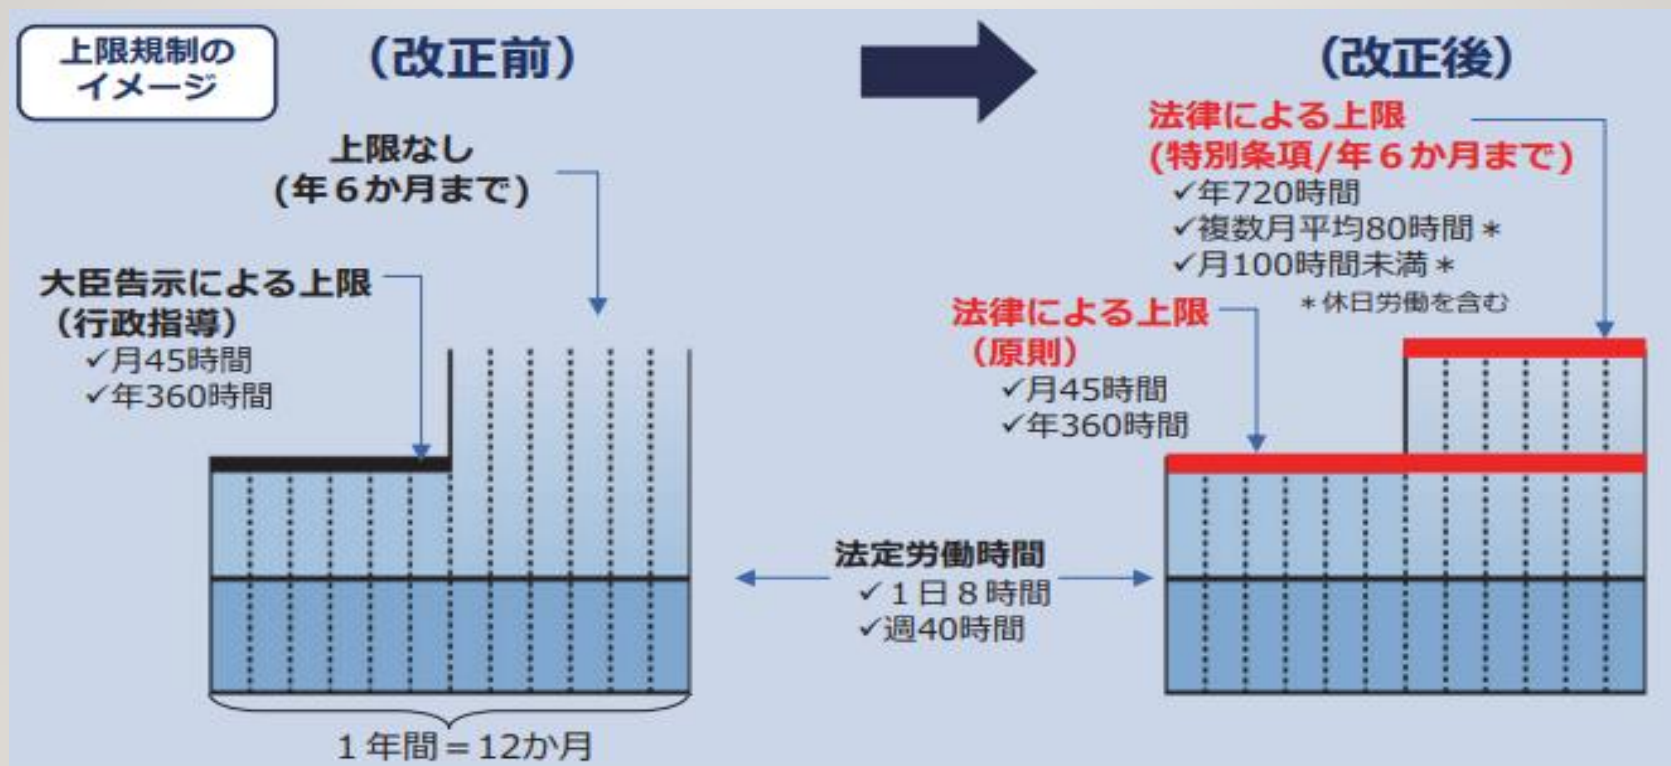 上限規制の
イメージ
（改正前）
（改正後）
上限なし
(年６か月まで)
大臣告示による上限
（行政指導）
✓月45時間
✓年360時間
法律による上限
(特別条項/年６か月まで)
✓年720時間
✓複数月平均80時間＊
✓月100時間未満＊
＊休日労働を含む
法律による上限
（原則）
✓月45時間
✓年360時間
法定労働時間
✓１日８時間
✓週40時間
１年間＝12か月